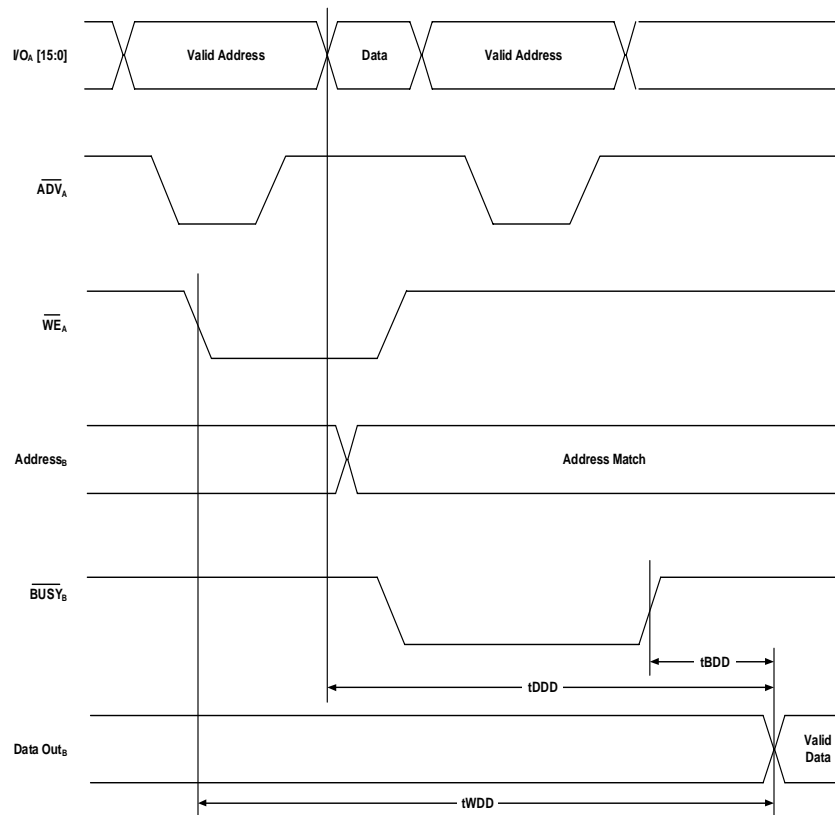 I/OA [15:0]
Valid Address
Data
Valid Address
ADVA
WEA
AddressB
Address Match
BUSYB
tBDD
tDDD
Data OutB
Valid
Data
tWDD